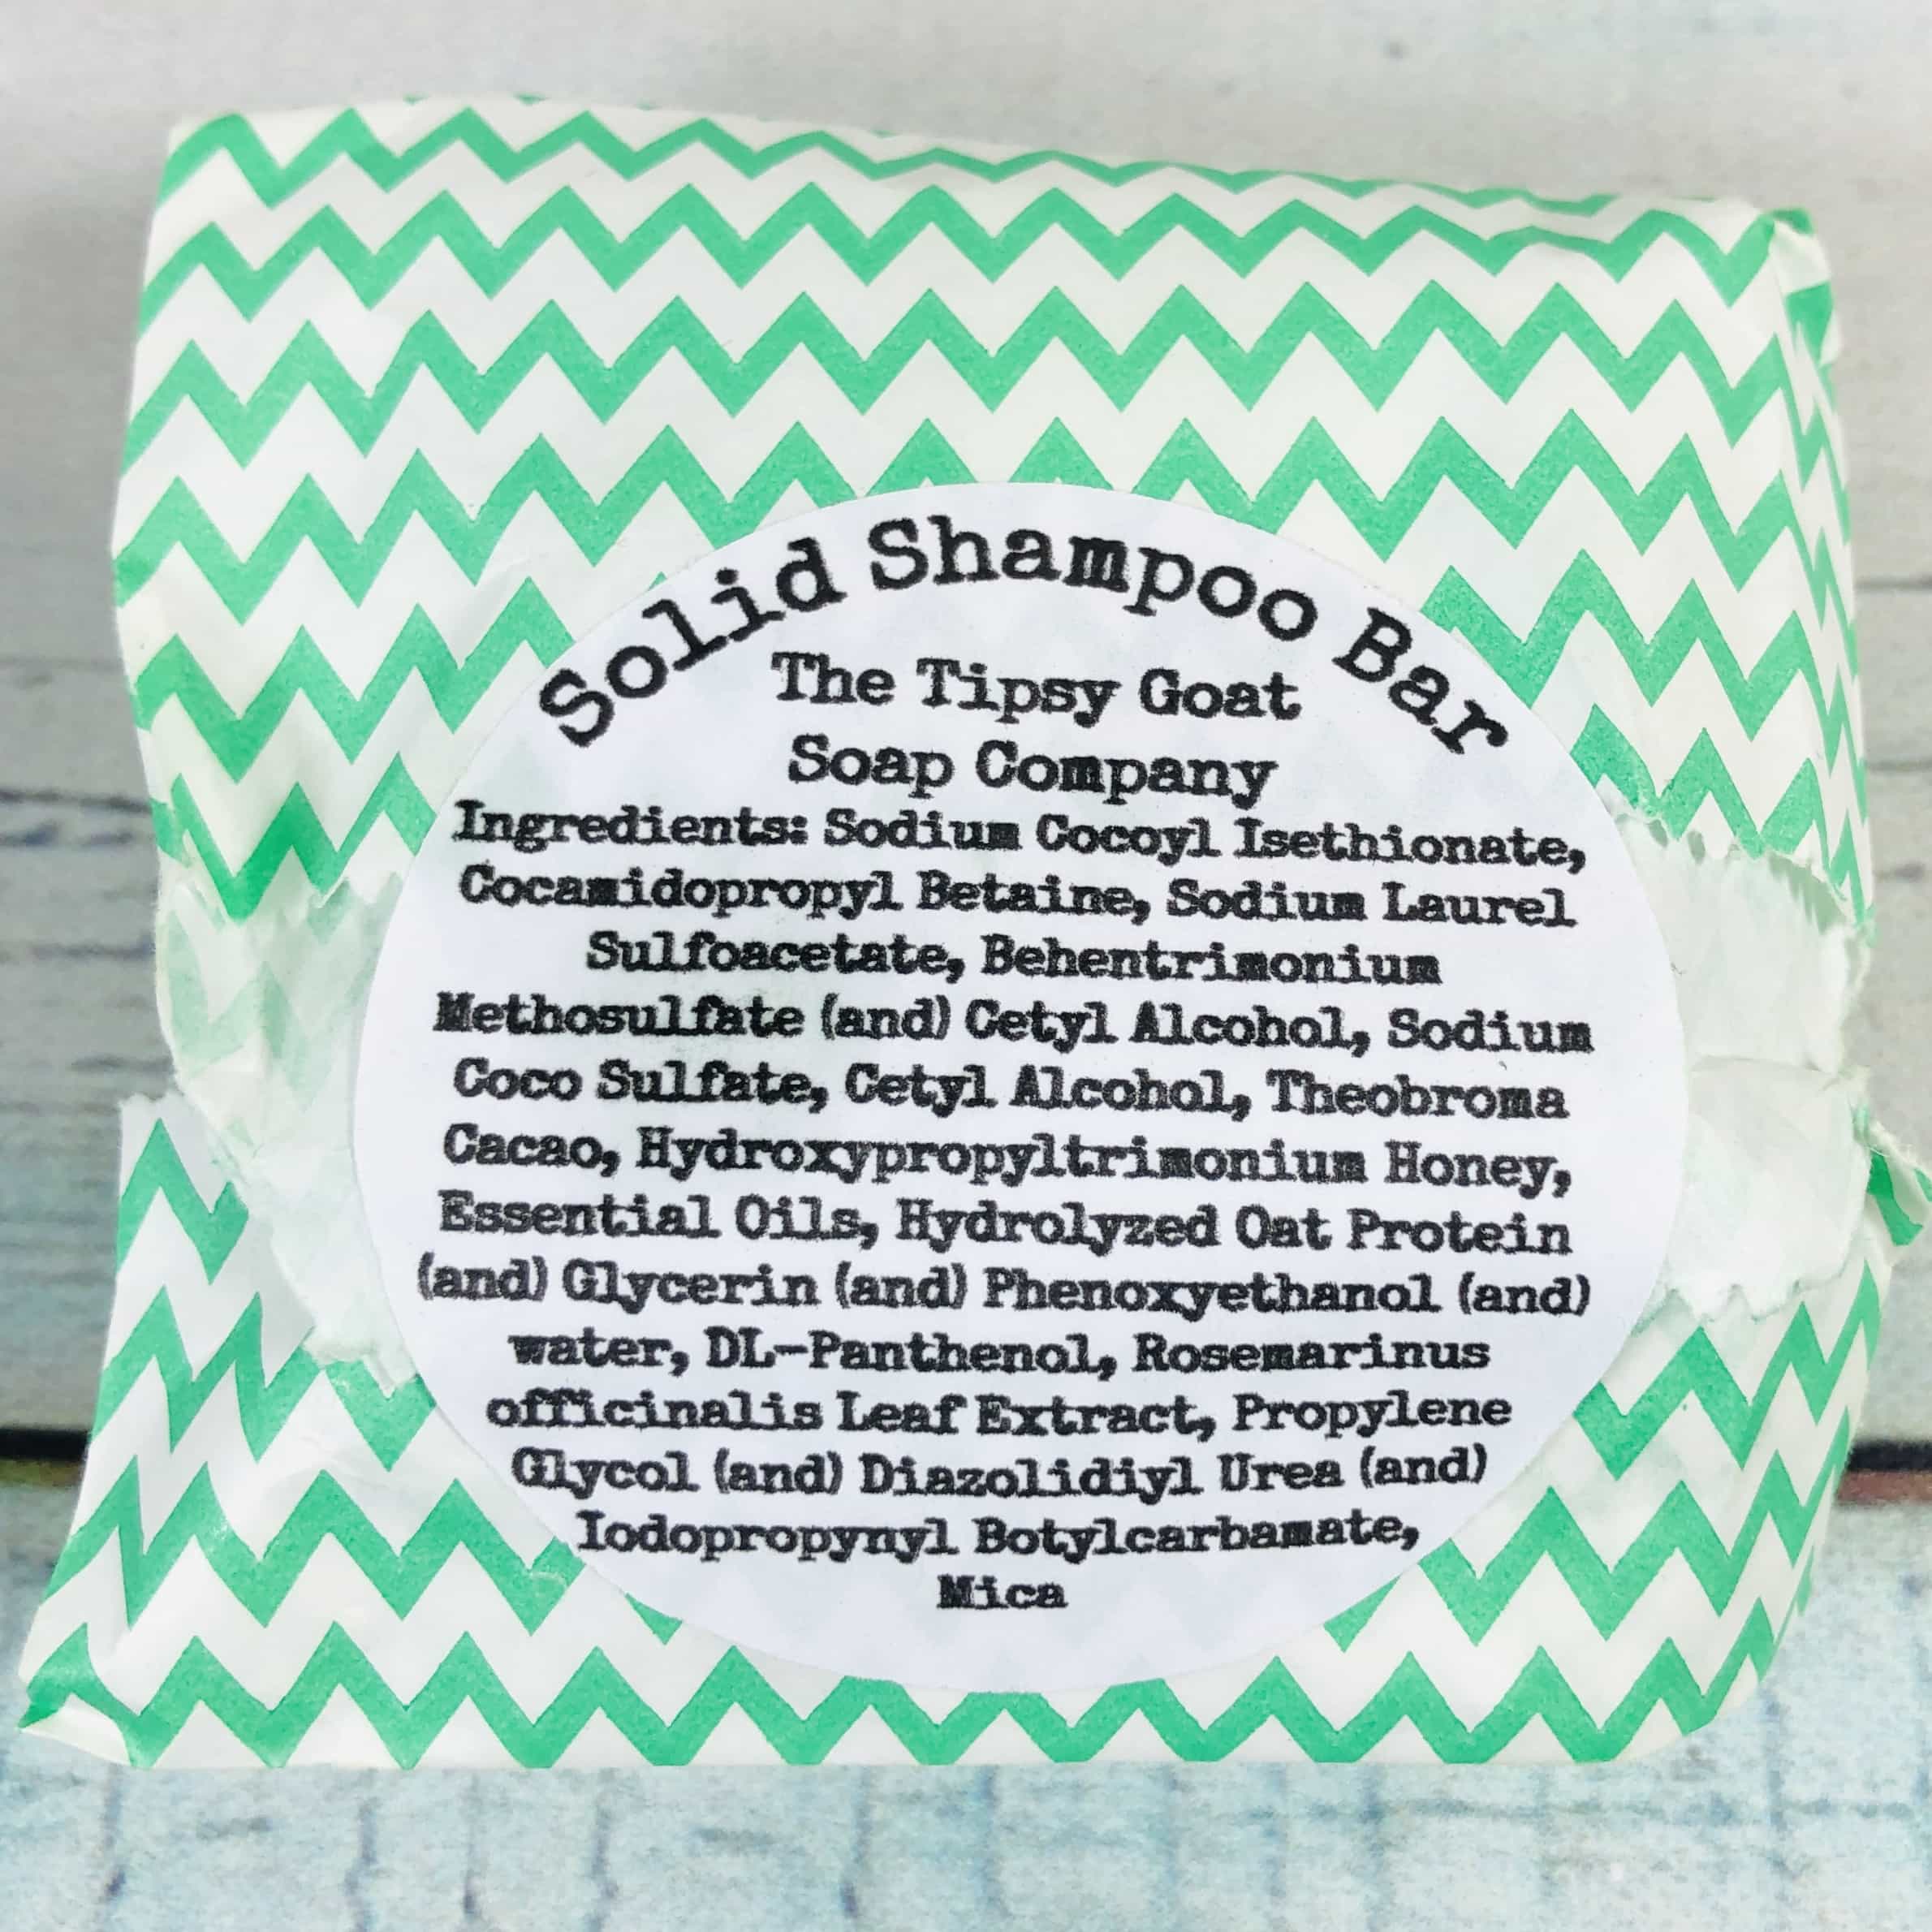 Solid Shampoo Bar
The Tipsy Goat
Soap Company
Ingredients: Sodium Cocoyl Isethionate,
Cocamidopropyl Betaine, Sodium Laurel
Sulfoacetate, Behentrimonium
Methosulfate (and) Cetyl Alcohol, Sodium
Coco Sulfate, Cetyl Alcohol, Theobroma
Cacao, Hydroxypropyltrimonium Honey,
Essential Oils, Hydrolyzed Oat Protein
(and) Glycerin (and) Phenoxyethanol (and)
water, DL-Panthenol, Rosemarinus
officinalis Leaf Extract, Propylene
Glycol (and) Diazolidiyl Urea (and)
Iodopropynyl Botylcarbamate,
Mica